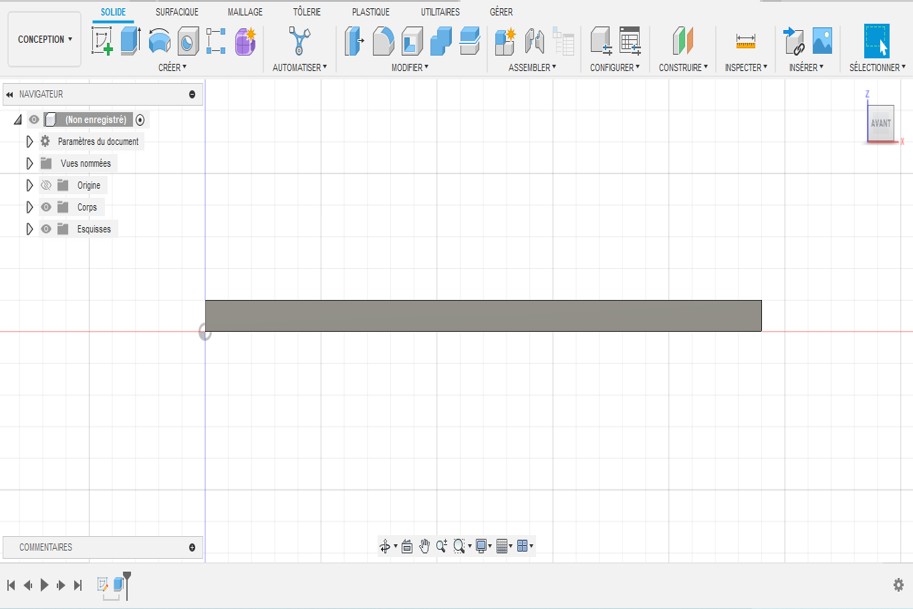 SOLIDE SURFACIQUE MAILLAGE TÔLERIE PLASTIQUE UTILITAIRES GÉRER
CONCEPTION
CRÉER AUTOMATISER MODIFIER ASSEMBLER CONFIGURER CONSTRUIRE INSPECTER INSÉRER SÉLECTIONNER
NAVIGATEUR
(Non enregistré)
Paramètres du document
Vues nommées
Origine
Corps
Esquisses
Z
AVANT
X
COMMENTAIRES